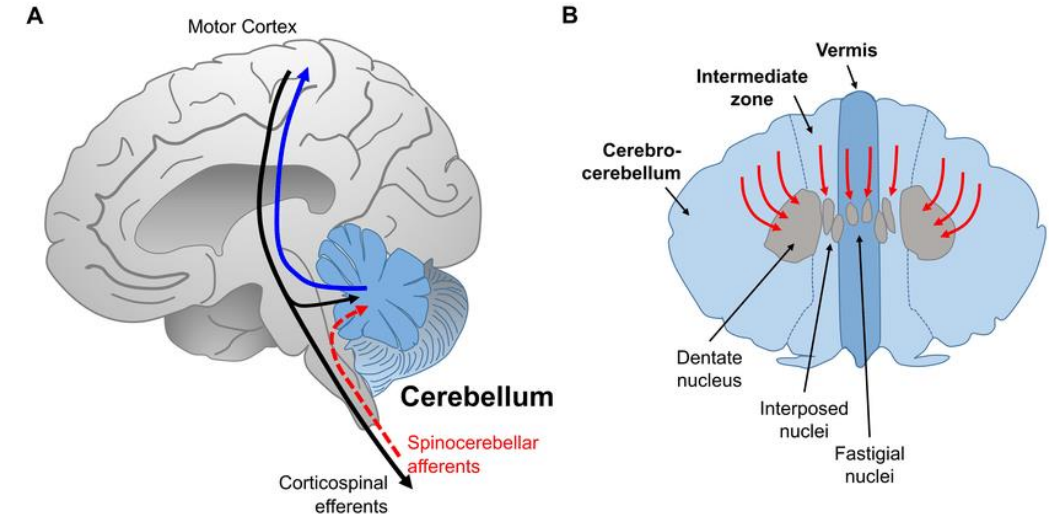 A
Motor Cortex
Cerebellum
Spinocerebellar
afferents
Corticospinal
efferents
B
Vermis
Intermediate
zone
Cerebro-
cerebellum
Dentate
nucleus
Interposed
nuclei
Fastigial
nuclei